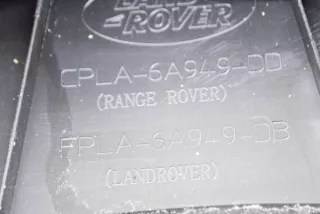 LAND
ROVER
CPLA-6A949-DD
(RANGE ROVER)
FPLA-6A949-DB
(LANDROVER)